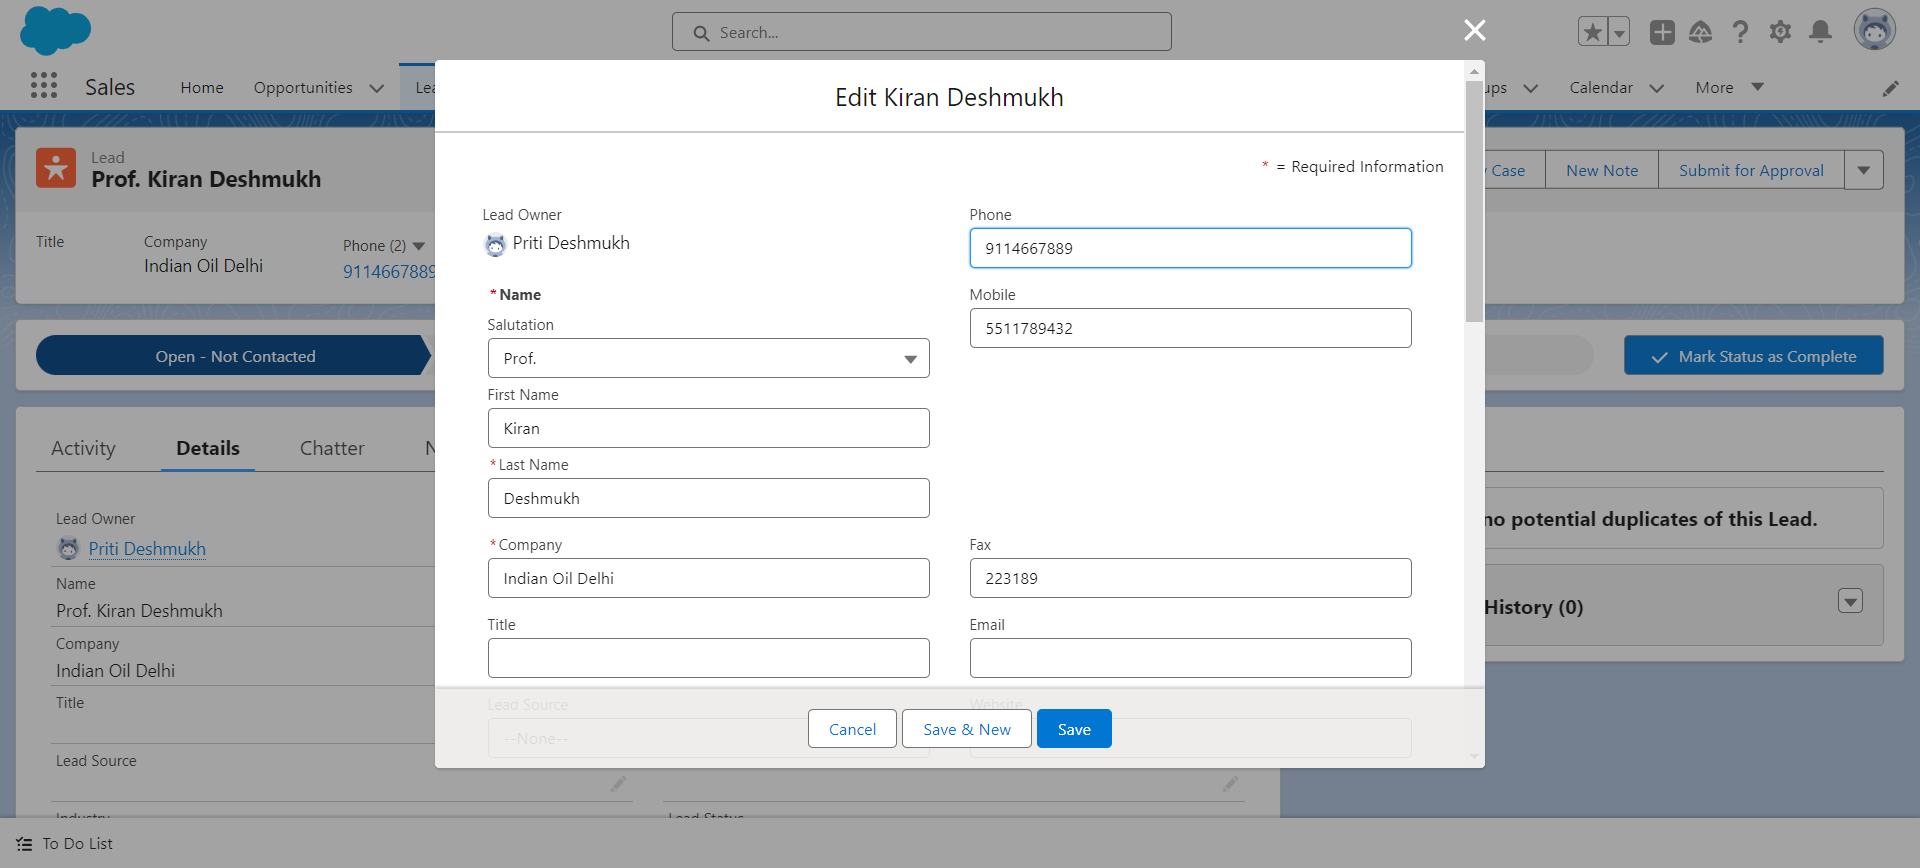 Search...
Sales
Home
Opportunities
Calendar
More
Lead
Prof. Kiran Deshmukh
New Note
Submit for Approval
Case
Title
Company
Indian Oil Delhi
Phone (2)
9114667889
Open - Not Contacted
Mark Status as Complete
Activity
Details
Chatter
Lead Owner
Priti Deshmukh
Name
Prof. Kiran Deshmukh
Company
Indian Oil Delhi
Title
Lead Source
no potential duplicates of this Lead.
History (0)
Edit Kiran Deshmukh
* = Required Information
Lead Owner
Priti Deshmukh
Phone
9114667889
*Name
Mobile
5511789432
Salutation
Prof.
First Name
Kiran
*Last Name
Deshmukh
*Company
Indian Oil Delhi
Fax
223189
Title
Email
Lead Source
--None--
Website
Cancel
Save & New
Save
To Do List